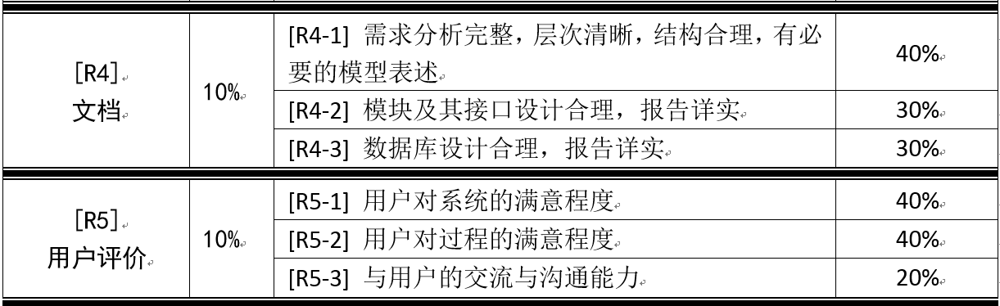 [R4]
文档
10%
[R4-1] 需求分析完整，层次清晰，结构合理，有必
要的模型表述
40%
[R4-2] 模块及其接口设计合理，报告详实
30%
[R4-3] 数据库设计合理，报告详实
30%
[R5]
用户评价
10%
[R5-1] 用户对系统的满意程度
40%
[R5-2] 用户对过程的满意程度
40%
[R5-3] 与用户的交流与沟通能力
20%